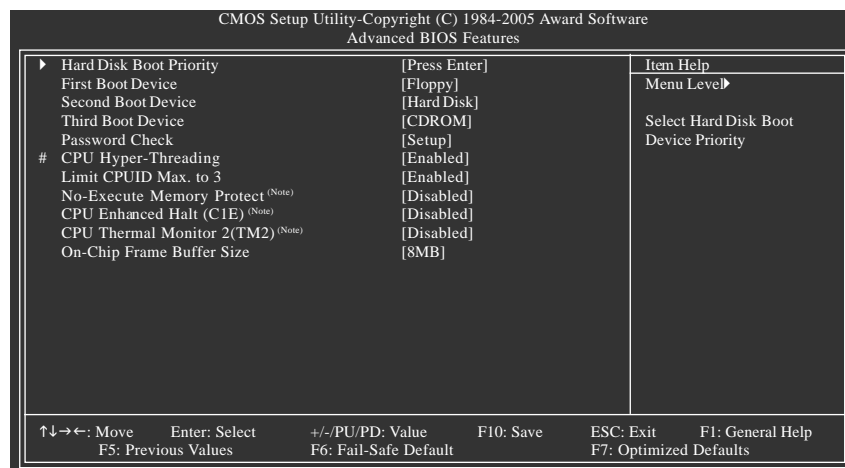 CMOS Setup Utility-Copyright (C) 1984-2005 Award Software
Advanced BIOS Features
Hard Disk Boot Priority [Press Enter] Item Help
First Boot Device [Floppy] Menu Level
Second Boot Device [Hard Disk]
Third Boot Device [CDROM] Select Hard Disk Boot
Password Check [Setup] Device Priority
# CPU Hyper-Threading [Enabled]
Limit CPUID Max. to 3 [Enabled]
No-Execute Memory Protect (Note) [Disabled]
CPU Enhanced Halt (C1E) (Note) [Disabled]
CPU Thermal Monitor 2(TM2) (Note) [Disabled]
On-Chip Frame Buffer Size [8MB]
↑↓→←: Move Enter: Select +/-/PU/PD: Value F10: Save ESC: Exit F1: General Help
F5: Previous Values F6: Fail-Safe Default F7: Optimized Defaults